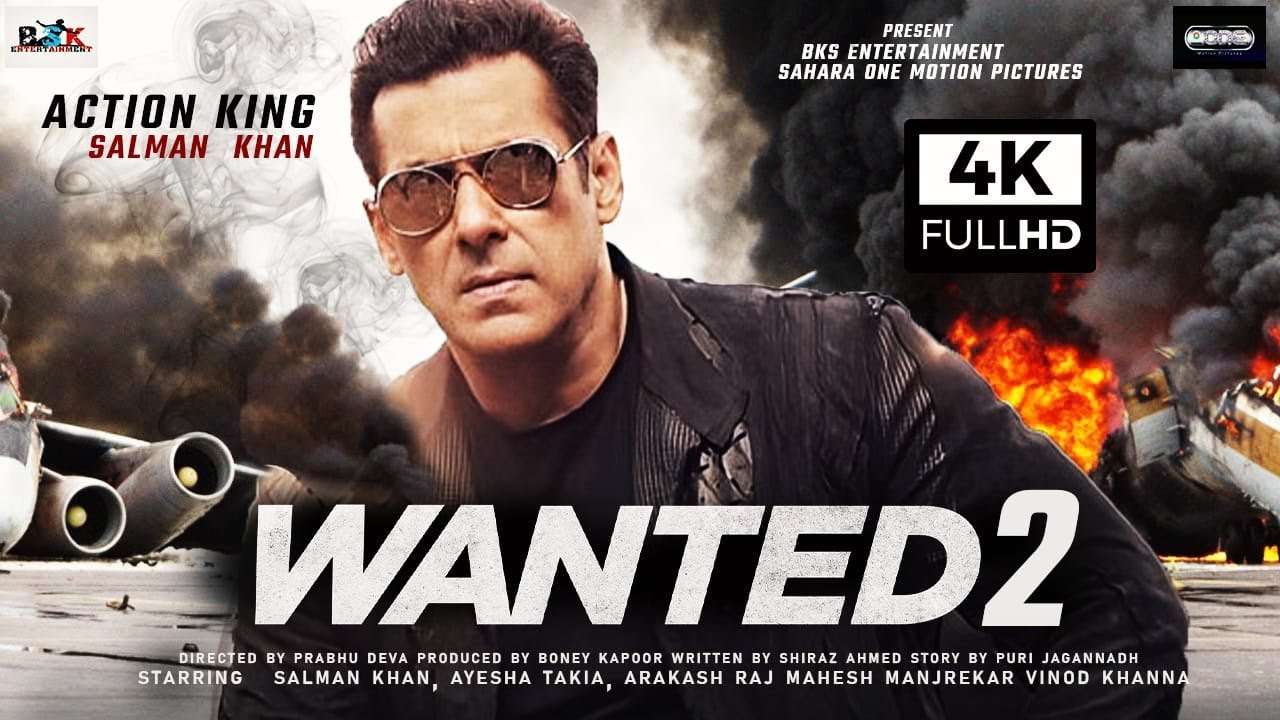 BSK
ENTERTAINMENT
ACTION KING
SALMAN KHAN
PRESENT
BKS ENTERTAINMENT
SAHARA ONE MOTION PICTURES
4K
FULLHD
WANTED 2
DIRECTED BY PRABHU DEVA PRODUCED BY BONEY KAPOOR WRITTEN BY SHIRAZ AHMED STORY BY PURI JAGANNADH
STARRING SALMAN KHAN, AYESHA TAKIA, ARAKASH RAJ MAHESH MANJREKAR VINOD KHANNA